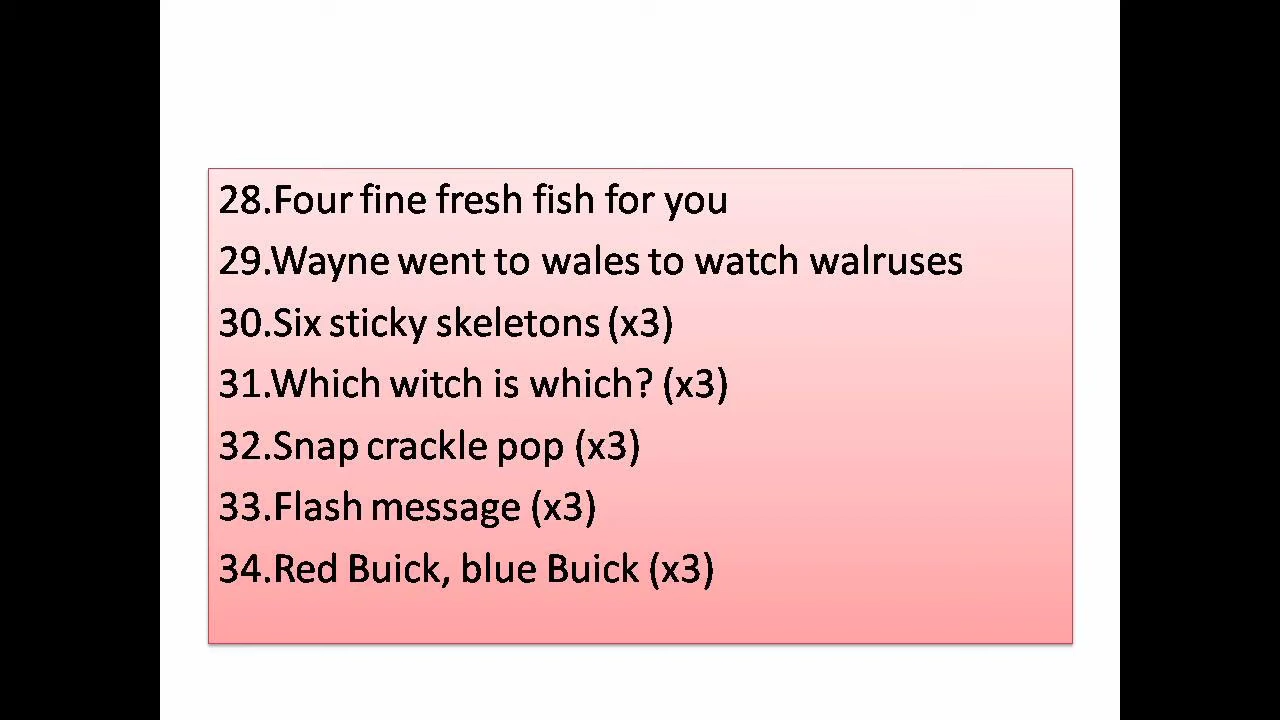 28.Four fine fresh fish for you
29.Wayne went to wales to watch walruses
30.Six sticky skeletons (x3)
31.Which witch is which? (x3)
32.Snap crackle pop (x3)
33.Flash message (x3)
34.Red Buick, blue Buick (x3)